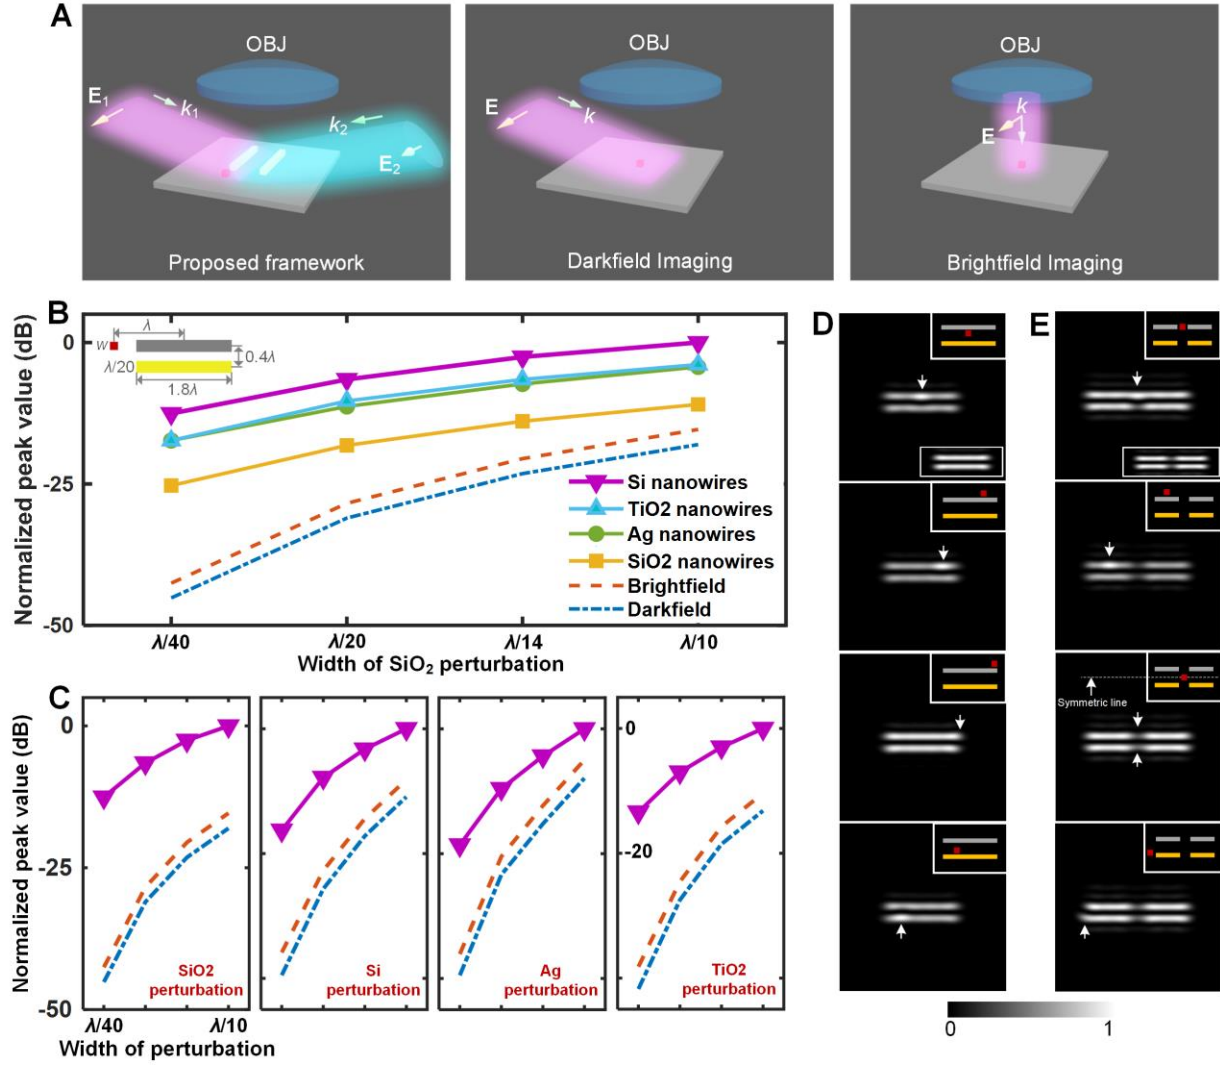 A
OBJ
E1
k1
k2
E2
Proposed framework
OBJ
E
k
Darkfield Imaging
OBJ
k
E
Brightfield Imaging
B
Normalized peak value (dB)
0
-25
-50
λ
w
λ/20
0.4λ
1.8λ
Si nanowires
TiO2 nanowires
Ag nanowires
SiO2 nanowires
Brightfield
Darkfield
λ/40
λ/20
λ/14
λ/10
Width of SiO₂ perturbation
C
Normalized peak value (dB)
0
-25
-50
SiO2
perturbation
Si
perturbation
Ag
perturbation
-0
-20
TiO2
perturbation
λ/40
λ/10
Width of perturbation
D
E
Symmetric line
0
1